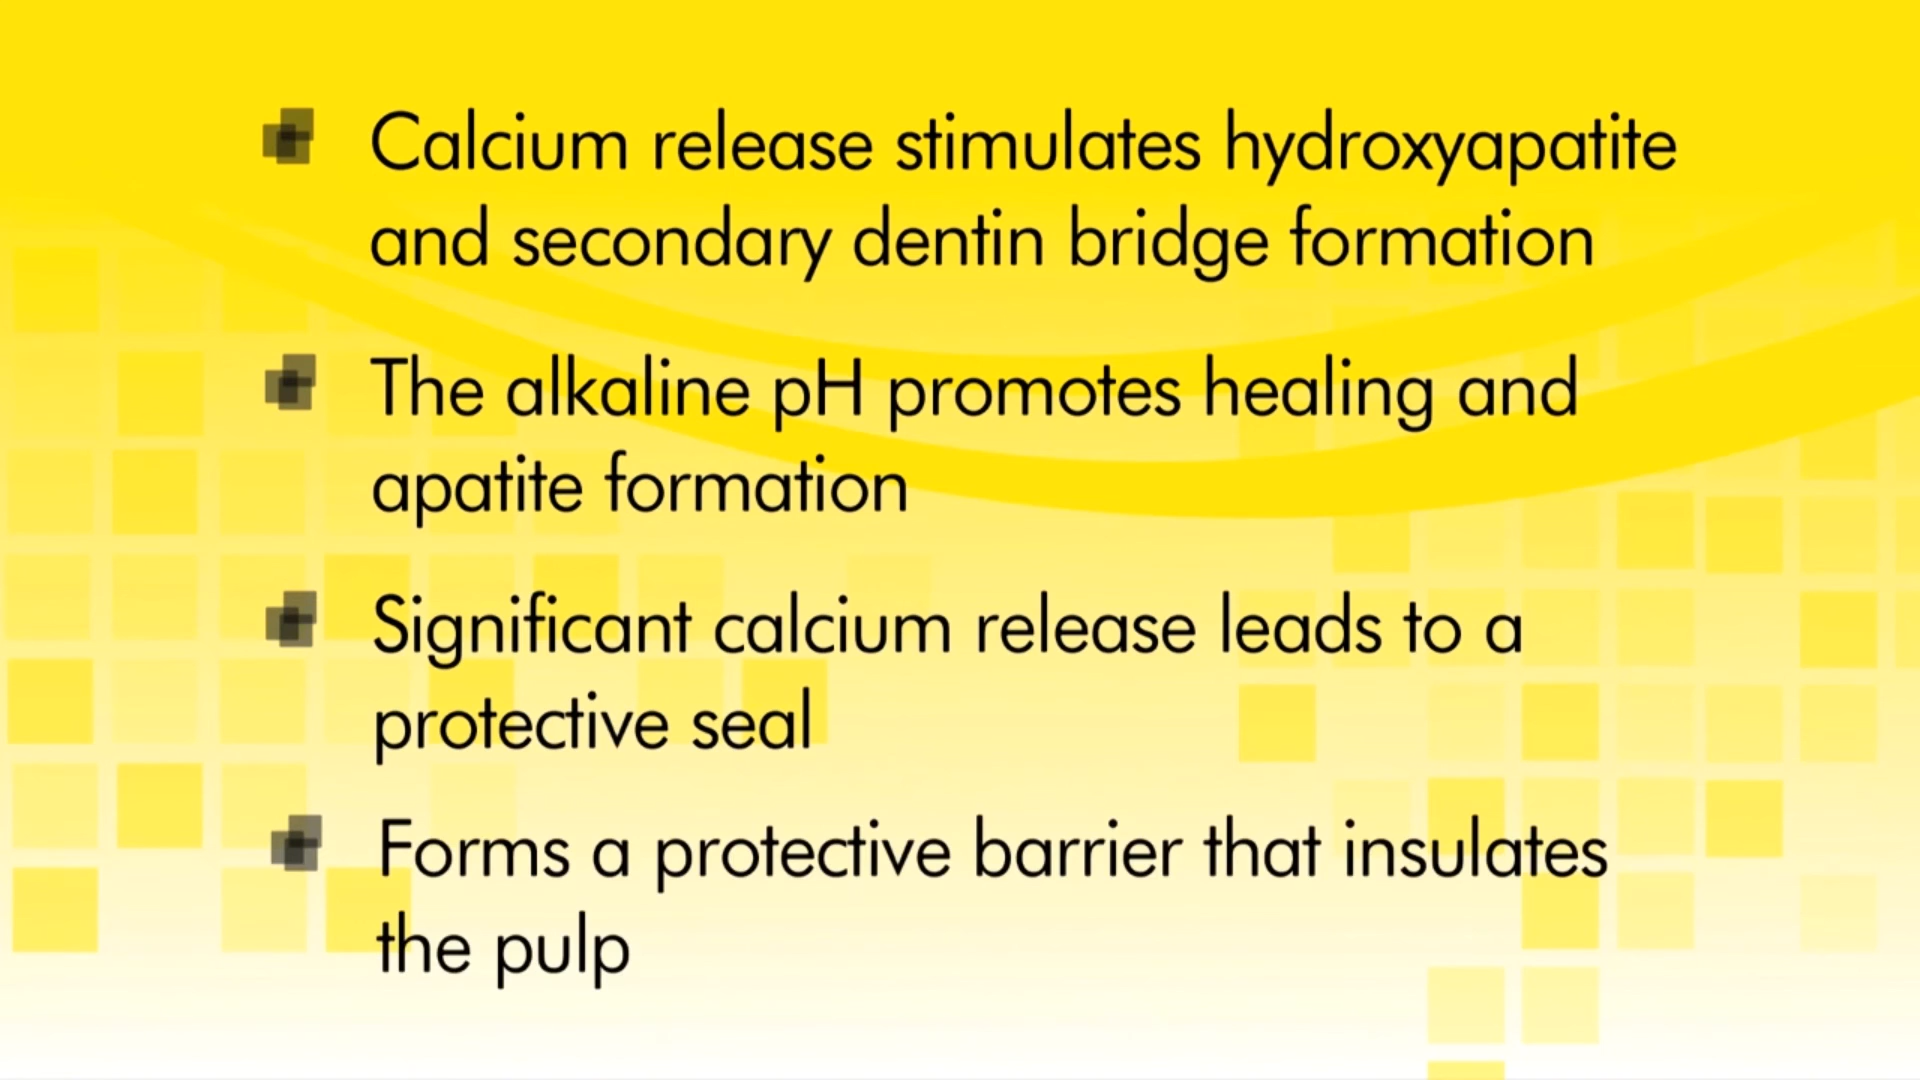 Calcium release stimulates hydroxyapatite
and secondary dentin bridge formation
The alkaline pH promotes healing and
apatite formation
Significant calcium release leads to a
protective seal
Forms a protective barrier that insulates
the pulp